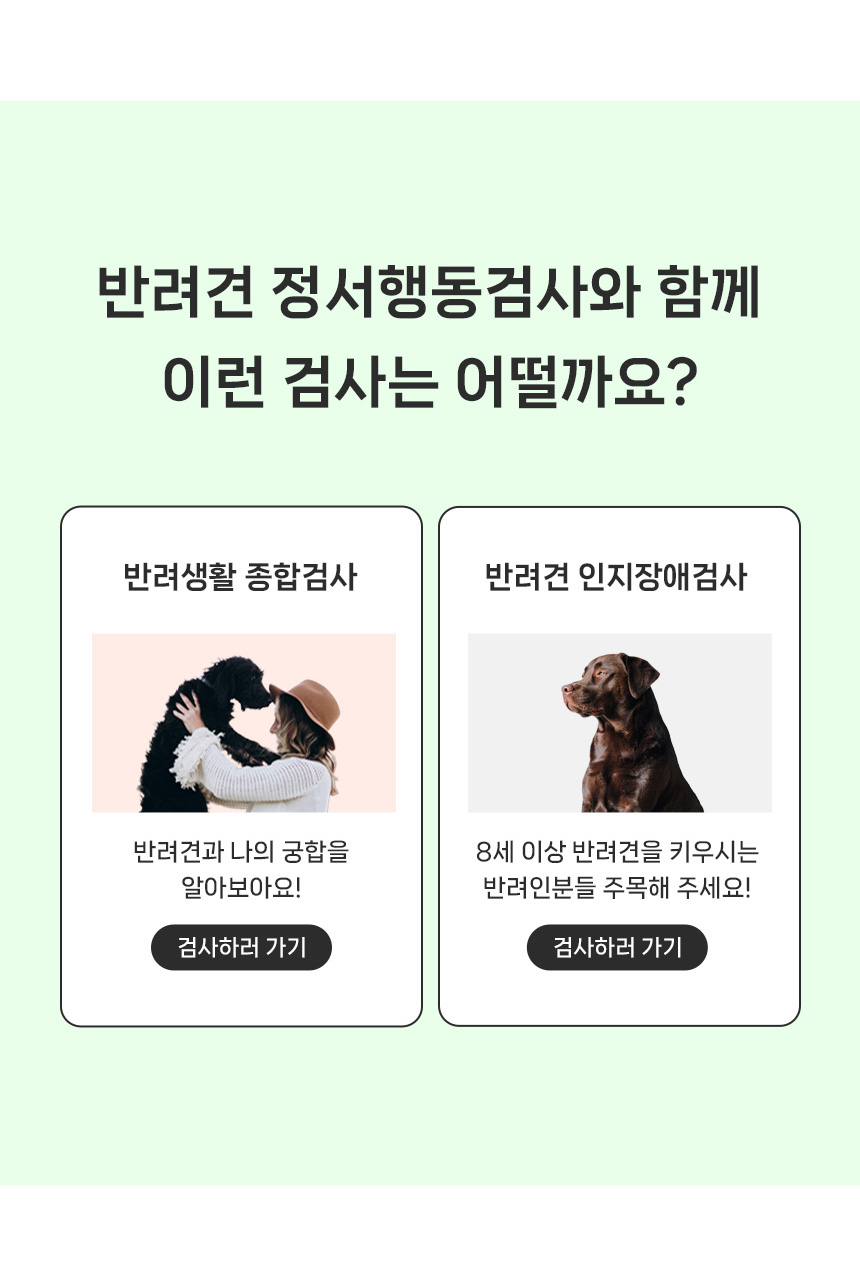 반려견 정서행동검사와 함께
이런 검사는 어떨까요?
반려생활 종합검사
반려견과 나의 궁합을
알아보아요!
검사하러 가기
반려견 인지장애검사
8세 이상 반려견을 키우시는
반려인분들 주목해 주세요!
검사하러 가기